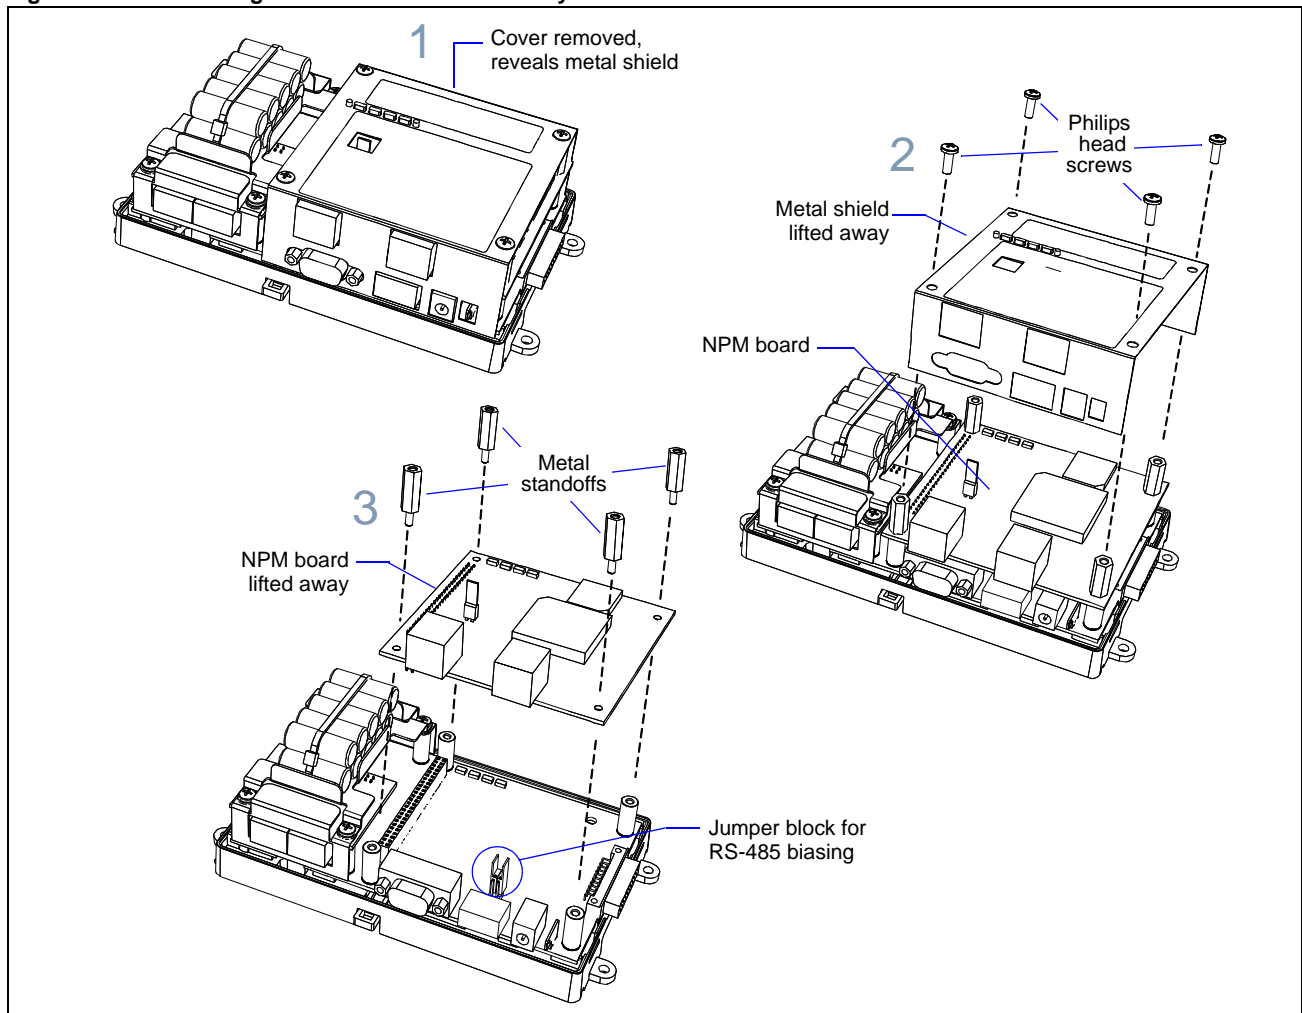 1
Cover removed,
reveals metal shield
2
Philips
head
screws
Metal shield
lifted away
NPM board
3
Metal
standoffs
NPM board
lifted away
Jumper block for
RS-485 biasing